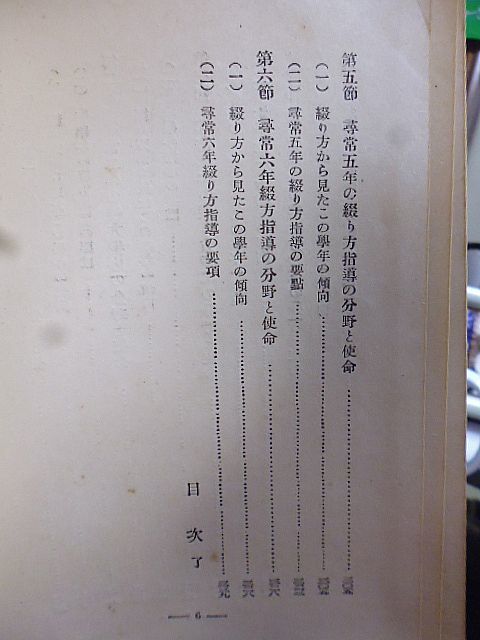 第五節 尋常五年の綴り方指導の分野と使命
(一) 綴り方から見たこの學年の傾向
(二) 尋常五年の綴り方指導の要點
第六節 尋常六年綴方指導の分野と使命
(一) 綴り方から見たこの學年の傾向
(二) 尋常六年綴り方指導の要項
目次了
6